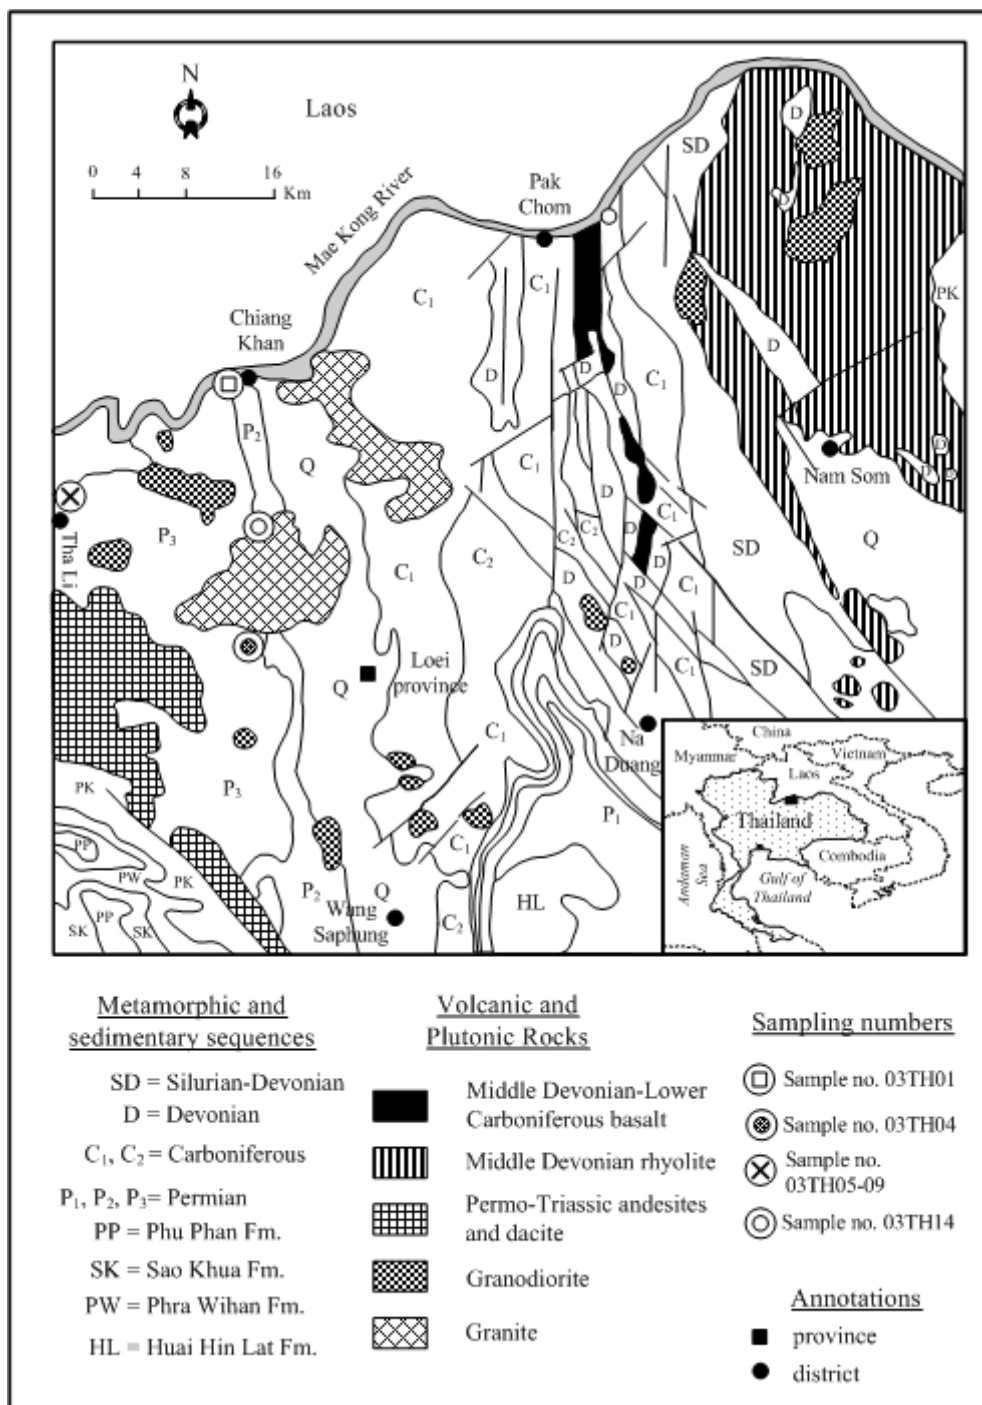 N
Laos
0 4 8 16
Km
Mae Kong River
Pak
Chom
SD
D
D
PK
Chiang
Khan
C1
C1
D
D
D
D
C1
P2
Q
C1
Nam Som
D
D
D
Tha Li
P3
C1
C2
D
C2
C2
C1
D
D
D
SD
Q
D
C1
C1
D
C1
SD
Loei
province
Q
C1
Na
Duang
P1
P3
PK
PP
PW
PK
SK
PP
SK
P2
Q
C1
Wang
Saphung
C2
HL
China
Myanmar
Vietnam
Laos
Thailand
Combodia
Andaman
Sea
Gulf of
Thailand
Metamorphic and
sedimentary sequences
SD = Silurian-Devonian
D = Devonian
C1, C2 = Carboniferous
P1, P2, P3= Permian
PP = Phu Phan Fm.
SK = Sao Khua Fm.
PW = Phra Wihan Fm.
HL = Huai Hin Lat Fm.
Volcanic and
Plutonic Rocks
Middle Devonian-Lower
Carboniferous basalt
Middle Devonian rhyolite
Permo-Triassic andesites
and dacite
Granodiorite
Granite
Sampling numbers
Sample no. 03TH01
Sample no. 03TH04
Sample no.
03TH05-09
Sample no. 03TH14
Annotations
province
district